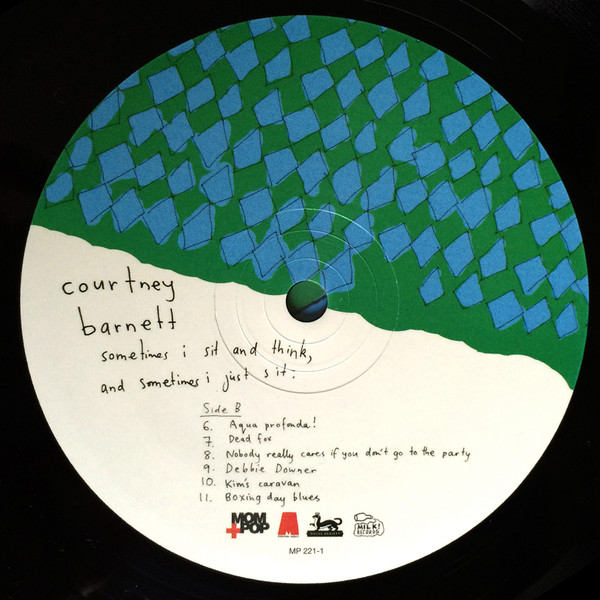 courtney
barnett
sometimes i sit and think,
and sometimes i just sit.
Side B
6. Aqua profonda!
7. Dead fox
8. Nobody really cares if you don't go to the party
9. Debbie Downer
10. Kim's caravan
11. Boxing day blues
MOM
+POP
MILK!
RECORDS
MP 221-1